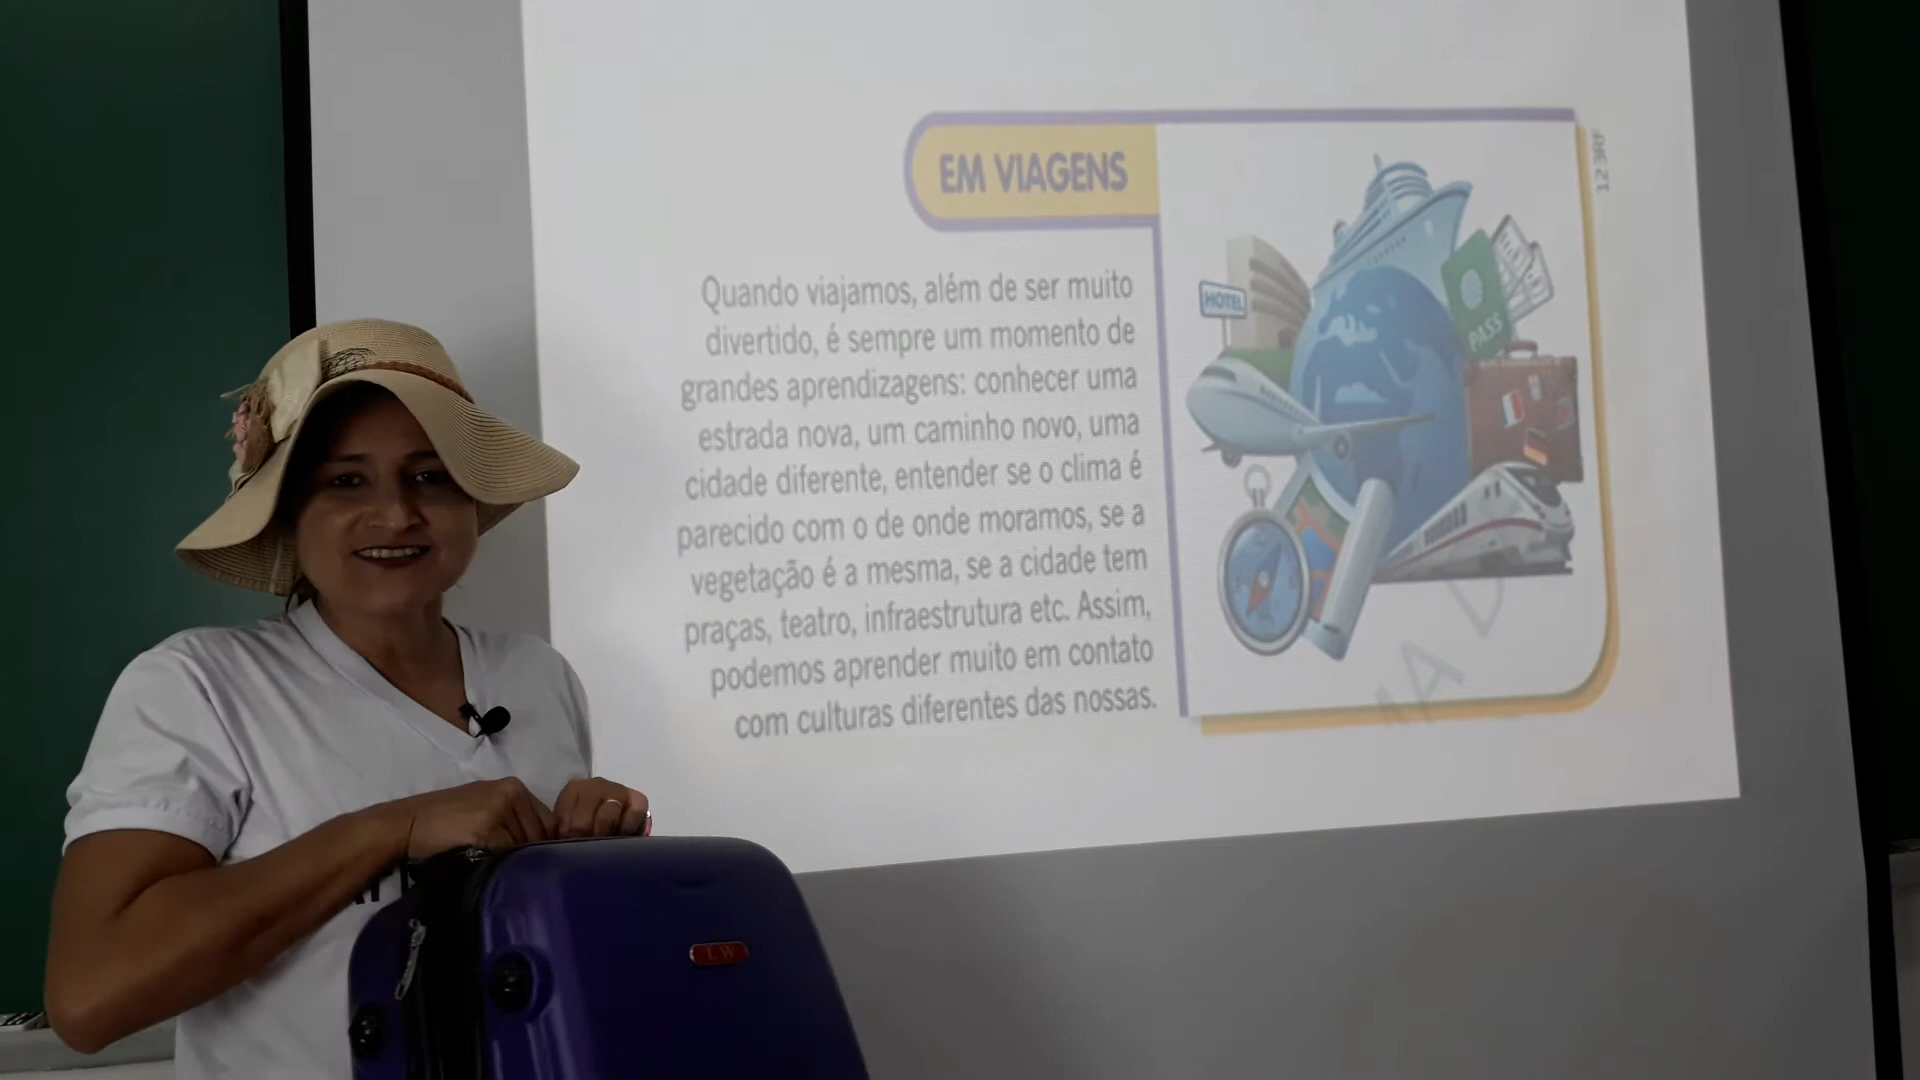 EM VIAGENS
123RF
HOTEL
PASS
Quando viajamos, além de ser muito
divertido, é sempre um momento de
grandes aprendizagens: conhecer uma
estrada nova, um caminho novo, uma
cidade diferente, entender se o clima é
parecido com o de onde moramos, se a
vegetação é a mesma, se a cidade tem
praças, teatro, infraestrutura etc. Assim,
podemos aprender muito em contato
com culturas diferentes das nossas.
LW